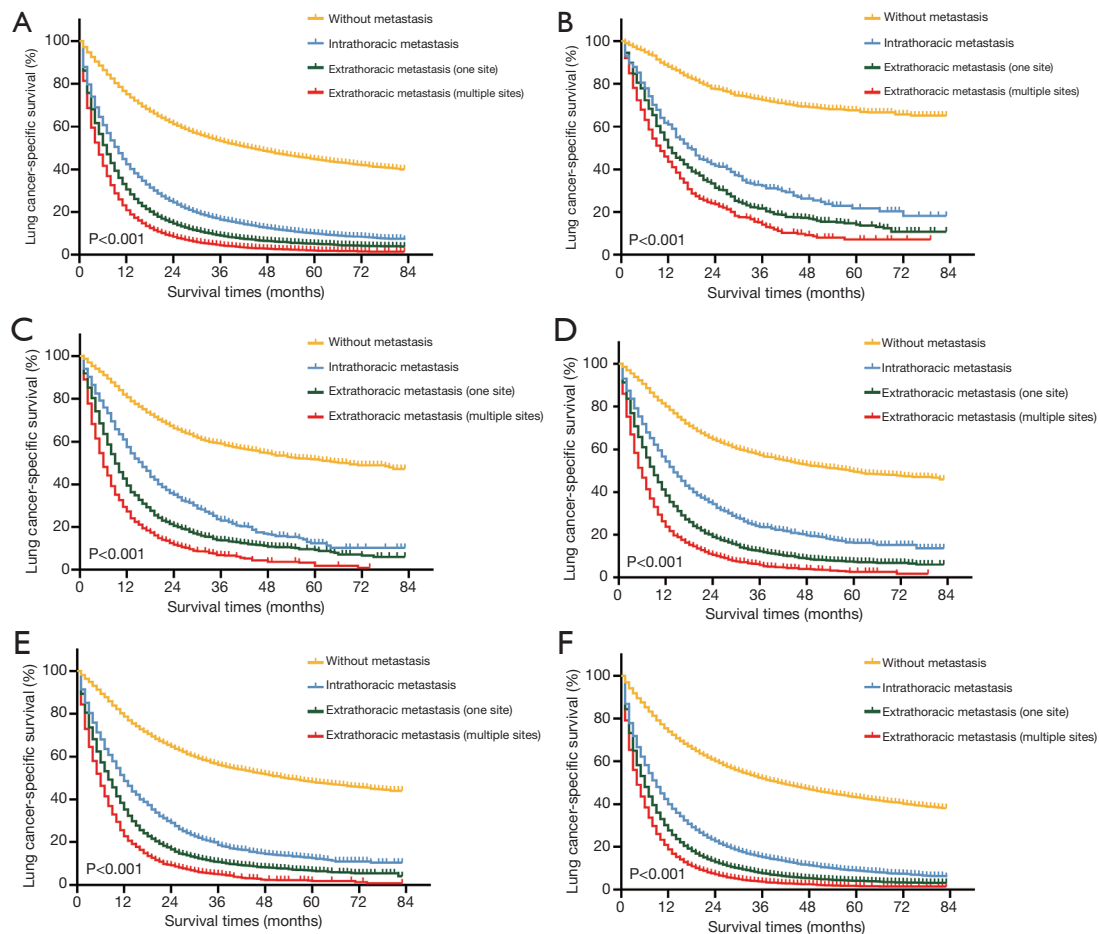 A
Lung cancer-specific survival (%)
Without metastasis
Intrathoracic metastasis
Extrathoracic metastasis (one site)
Extrathoracic metastasis (multiple sites)
100
80
60
40
20
0
P<0.001
0 12 24 36 48 60 72 84
Survival times (months)
B
Lung cancer-specific survival (%)
Without metastasis
Intrathoracic metastasis
Extrathoracic metastasis (one site)
Extrathoracic metastasis (multiple sites)
100
80
60
40
20
0
P<0.001
0 12 24 36 48 60 72 84
Survival times (months)
C
Lung cancer-specific survival (%)
Without metastasis
Intrathoracic metastasis
Extrathoracic metastasis (one site)
Extrathoracic metastasis (multiple sites)
100
80
60
40
20
0
P<0.001
0 12 24 36 48 60 72 84
Survival times (months)
D
Lung cancer-specific survival (%)
Without metastasis
Intrathoracic metastasis
Extrathoracic metastasis (one site)
Extrathoracic metastasis (multiple sites)
100
80
60
40
20
0
P<0.001
0 12 24 36 48 60 72 84
Survival times (months)
E
Lung cancer-specific survival (%)
Without metastasis
Intrathoracic metastasis
Extrathoracic metastasis (one site)
Extrathoracic metastasis (multiple sites)
100
80
60
40
20
0
P<0.001
0 12 24 36 48 60 72 84
Survival times (months)
F
Lung cancer-specific survival (%)
Without metastasis
Intrathoracic metastasis
Extrathoracic metastasis (one site)
Extrathoracic metastasis (multiple sites)
100
80
60
40
20
0
P<0.001
0 12 24 36 48 60 72 84
Survival times (months)